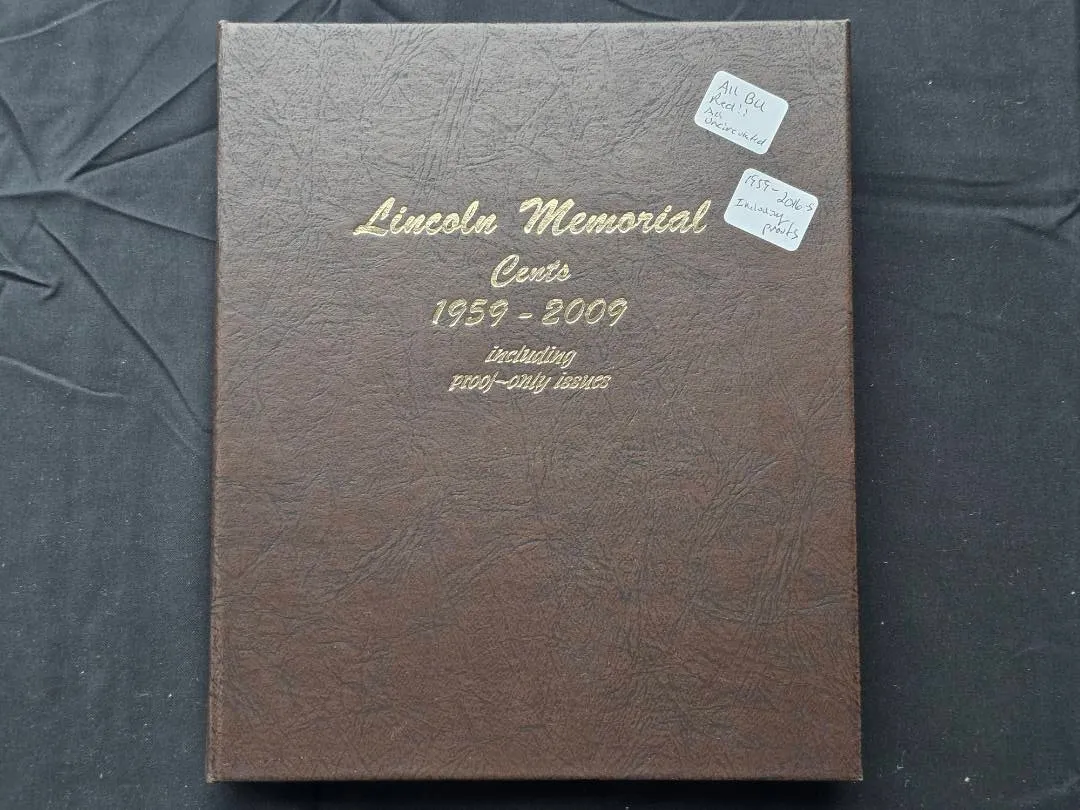 All BU
Red!!
All
Uncirculated
1959-2016-S
Including
proofs
Lincoln Memorial
Cents
1959 - 2009
including
proof-only issues